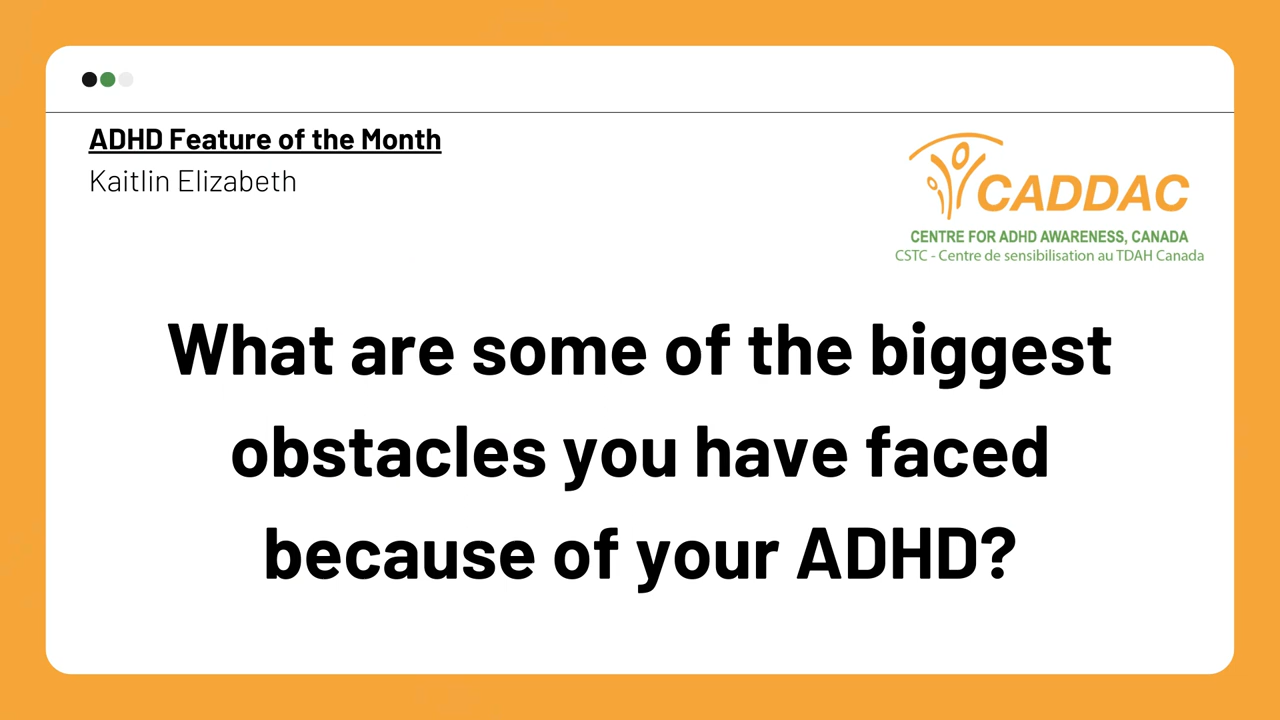 ADHD Feature of the Month
Kaitlin Elizabeth
CADDAC
CENTRE FOR ADHD AWARENESS, CANADA
CSTC - Centre de sensibilisation au TDAH Canada
What are some of the biggest
obstacles you have faced
because of your ADHD?